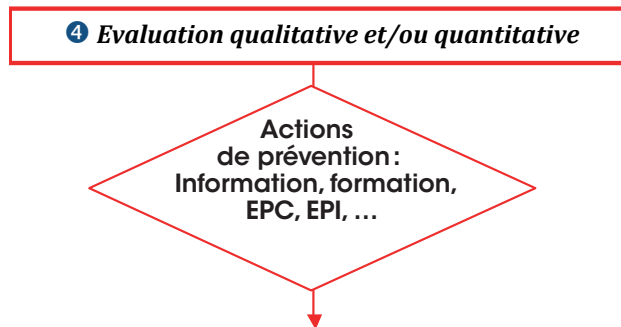 ❹ Evaluation qualitative et/ou quantitative
Actions
de prévention :
Information, formation,
EPC, EPI, ...